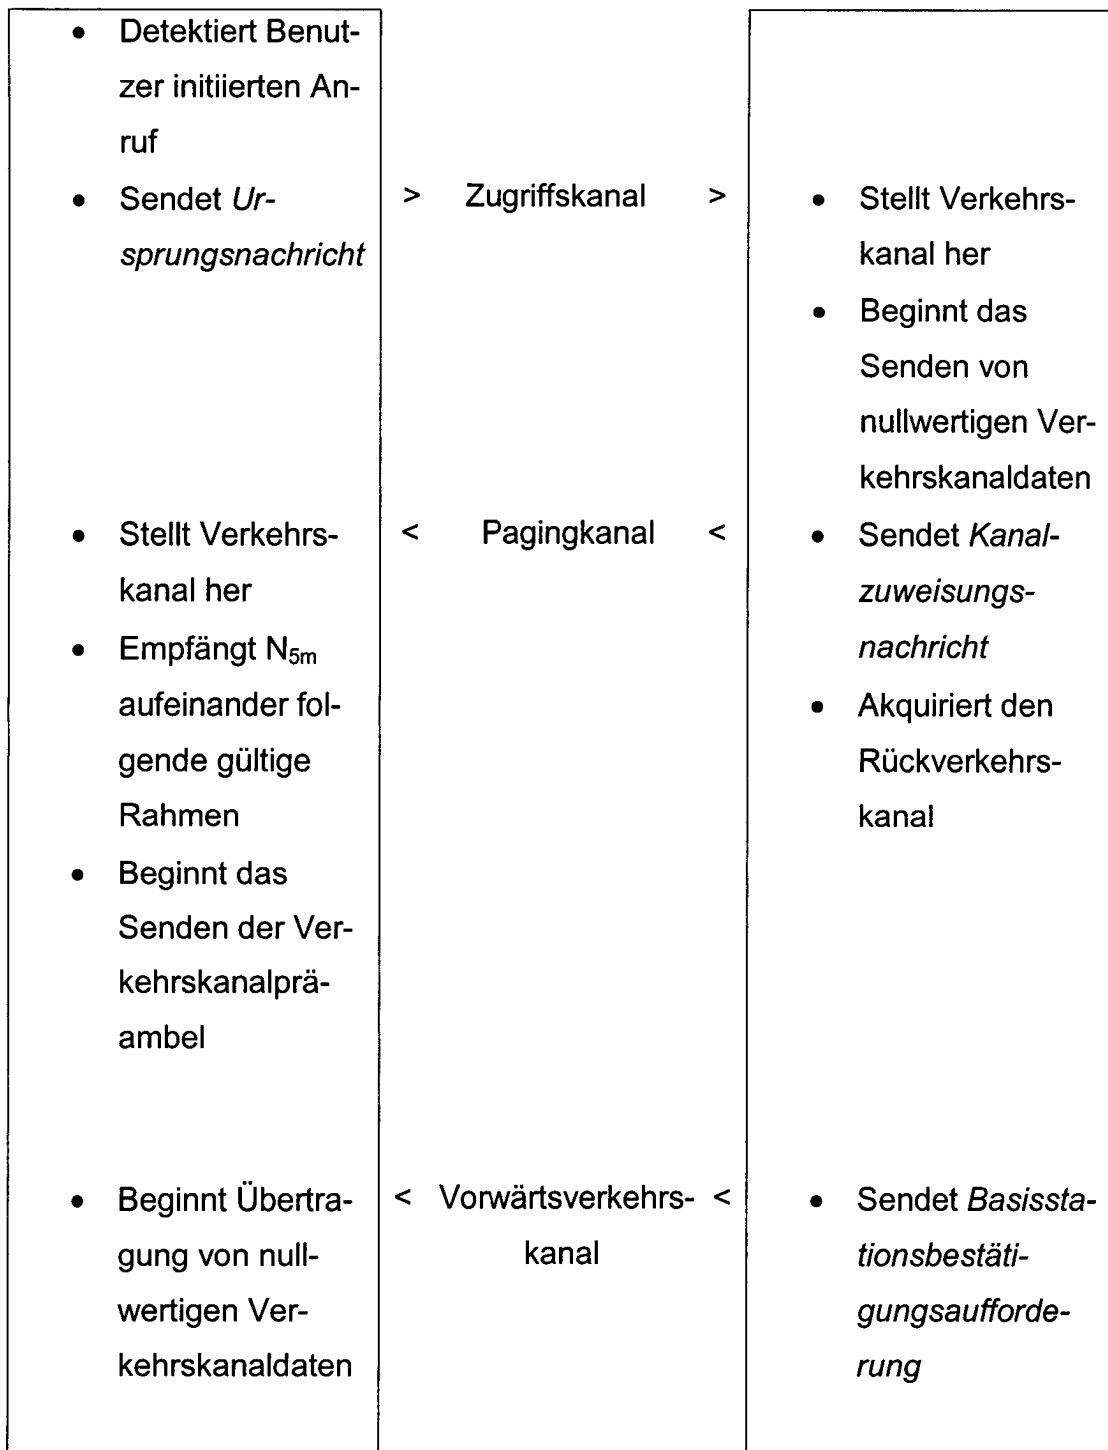 • Detektiert Benut-
zer initiierten An-
ruf
• Sendet Ur-
sprungsnachricht
> Zugriffskanal >
• Stellt Verkehrs-
kanal her
• Beginnt das
Senden von
nullwertigen Ver-
kehrskanaldaten
• Stellt Verkehrs-
kanal her
• Empfängt N5m
aufeinander fol-
gende gültige
Rahmen
• Beginnt das
Senden der Ver-
kehrskanalprä-
ambel
< Pagingkanal <
• Sendet Kanal-
zuweisungs-
nachricht
• Akquiriert den
Rückverkehrs-
kanal
• Beginnt Übertra-
gung von null-
wertigen Ver-
kehrskanaldaten
< Vorwärtsverkehrs- <
kanal
• Sendet Basissta-
tionsbestäti-
gungsaufforde-
rung